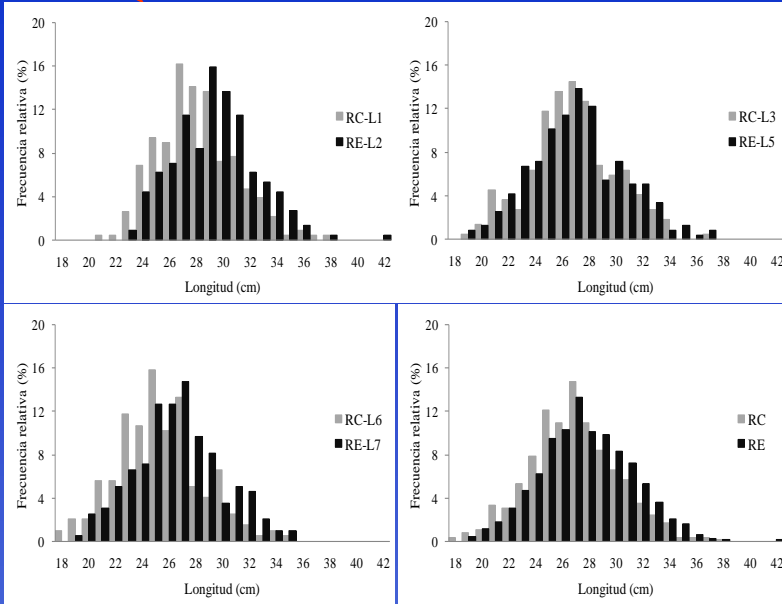 20
16
12
8
4
0
Frecuencia relativa (%)
RC-L1
RE-L2
18 20 22 24 26 28 30 32 34 36 38 40 42
Longitud (cm)
20
16
12
8
4
0
Frecuencia relativa (%)
RC-L3
RE-L5
18 20 22 24 26 28 30 32 34 36 38 40 42
Longitud (cm)
20
16
12
8
4
0
Frecuencia relativa (%)
RC-L6
RE-L7
18 20 22 24 26 28 30 32 34 36 38 40 42
Longitud (cm)
20
16
12
8
4
0
Frecuencia relativa (%)
RC
RE
18 20 22 24 26 28 30 32 34 36 38 40 42
Longitud (cm)